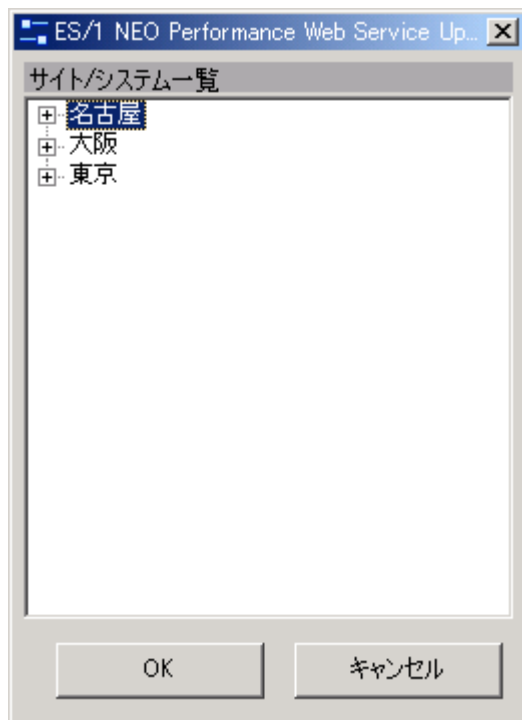 ES/1 NEO Performance Web Service Up...
サイト/システム一覧
名古屋
大阪
東京
OK
キャンセル